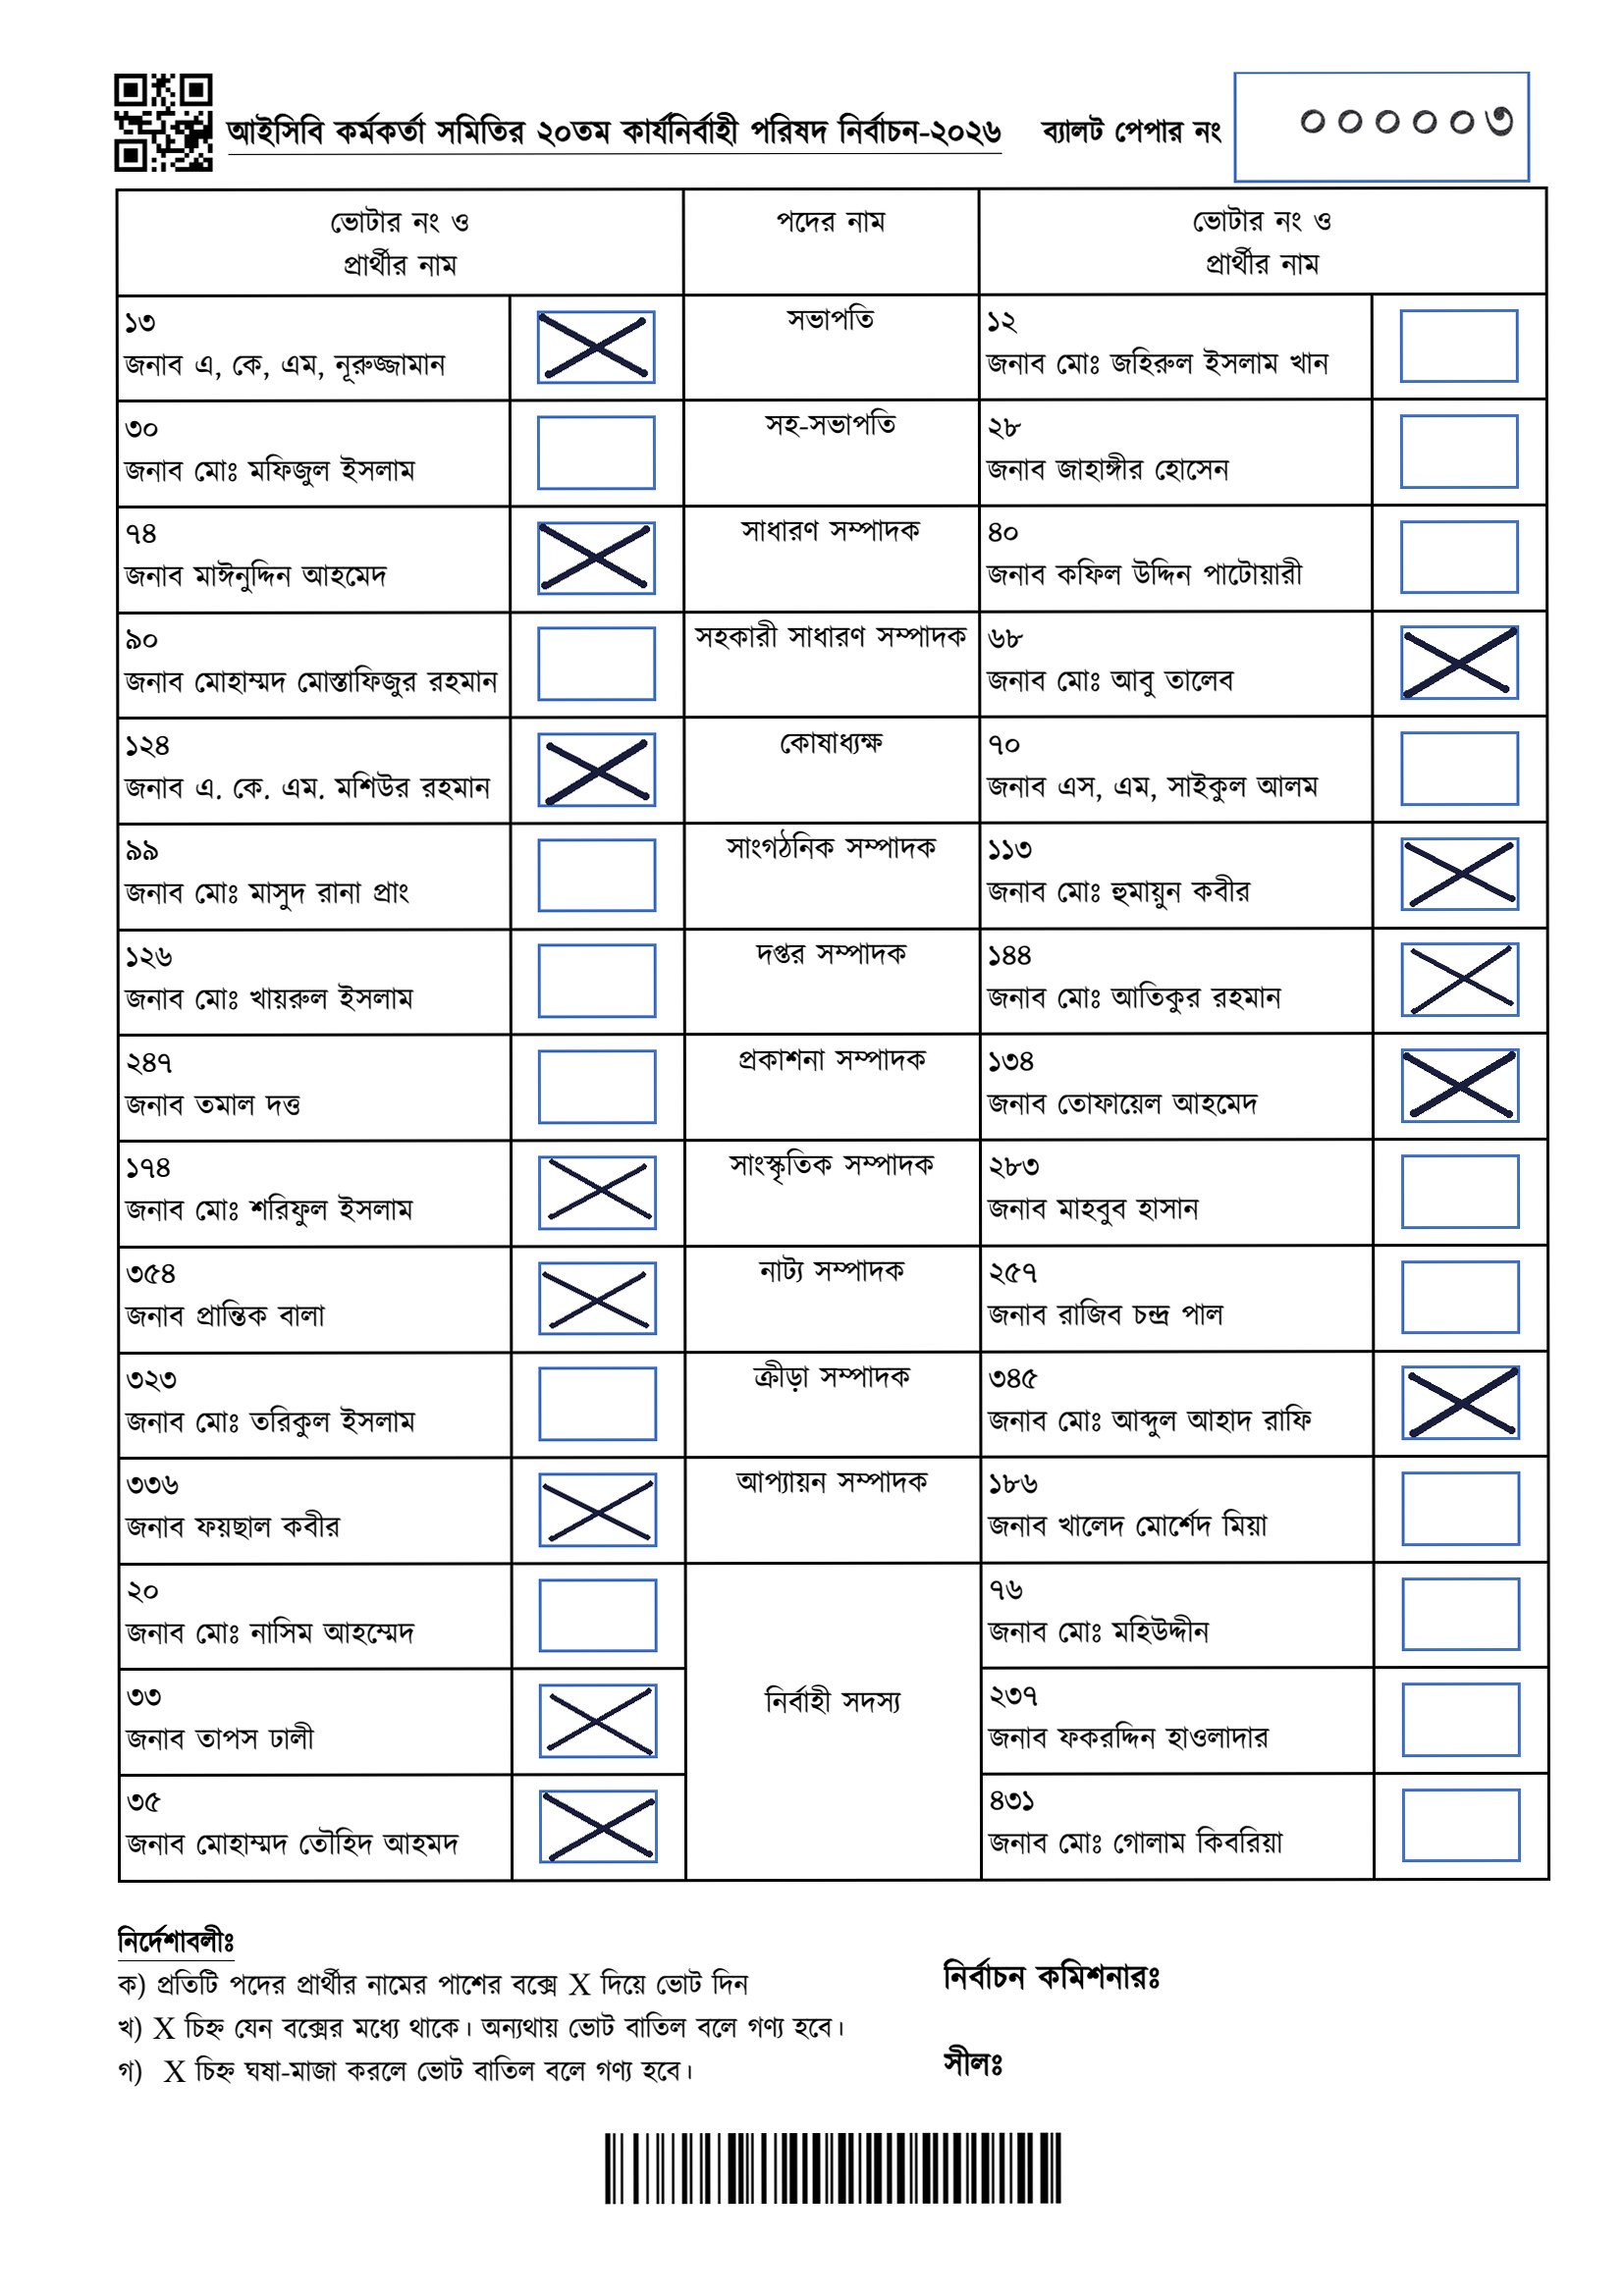 আইসিবি কর্মকর্তা সমিতির ২০তম কার্যনির্বাহী পরিষদ নির্বাচন-২০২৬ ব্যালট পেপার নং ০০০০০৩
ভোটার নং ও
প্রার্থীর নাম
পদের নাম
ভোটার নং ও
প্রার্থীর নাম
১৩
জনাব এ, কে, এম, নূরুজ্জামান
X
সভাপতি
১২
জনাব মোঃ জহিরুল ইসলাম খান
৩০
জনাব মোঃ মফিজুল ইসলাম
সহ-সভাপতি
২৮
জনাব জাহাঙ্গীর হোসেন
৭৪
জনাব মাঈনুদ্দিন আহমেদ
X
সাধারণ সম্পাদক
৪০
জনাব কফিল উদ্দিন পাটোয়ারী
৯০
জনাব মোহাম্মদ মোস্তাফিজুর রহমান
সহকারী সাধারণ সম্পাদক
৬৮
জনাব মোঃ আবু তালেব
X
১২৪
জনাব এ. কে. এম. মশিউর রহমান
X
কোষাধ্যক্ষ
৭০
জনাব এস, এম, সাইকুল আলম
৯৯
জনাব মোঃ মাসুদ রানা প্রাং
সাংগঠনিক সম্পাদক
১১৩
জনাব মোঃ হুমায়ুন কবীর
X
১২৬
জনাব মোঃ খায়রুল ইসলাম
দপ্তর সম্পাদক
১৪৪
জনাব মোঃ আতিকুর রহমান
X
২৪৭
জনাব তমাল দত্ত
প্রকাশনা সম্পাদক
১৩৪
জনাব তোফায়েল আহমেদ
X
১৭৪
জনাব মোঃ শরিফুল ইসলাম
X
সাংস্কৃতিক সম্পাদক
২৮৩
জনাব মাহবুব হাসান
৩৫৪
জনাব প্রান্তিক বালা
X
নাট্য সম্পাদক
২৫৭
জনাব রাজিব চন্দ্র পাল
৩২৩
জনাব মোঃ তরিকুল ইসলাম
ক্রীড়া সম্পাদক
৩৪৫
জনাব মোঃ আব্দুল আহাদ রাফি
X
৩৩৬
জনাব ফয়ছাল কবীর
X
আপ্যায়ন সম্পাদক
১৮৬
জনাব খালেদ মোর্শেদ মিয়া
২০
জনাব মোঃ নাসিম আহম্মেদ
৭৬
জনাব মোঃ মহিউদ্দীন
৩৩
জনাব তাপস ঢালী
X
নির্বাহী সদস্য
২৩৭
জনাব ফকরদ্দিন হাওলাদার
৩৫
জনাব মোহাম্মদ তৌহিদ আহমদ
X
৪৩১
জনাব মোঃ গোলাম কিবরিয়া
নির্দেশাবলীঃ
ক) প্রতিটি পদের প্রার্থীর নামের পাশের বক্সে X দিয়ে ভোট দিন
খ) X চিহ্ন যেন বক্সের মধ্যে থাকে। অন্যথায় ভোট বাতিল বলে গণ্য হবে।
গ) X চিহ্ন ঘষা-মাজা করলে ভোট বাতিল বলে গণ্য হবে।
নির্বাচন কমিশনারঃ
সীলঃ